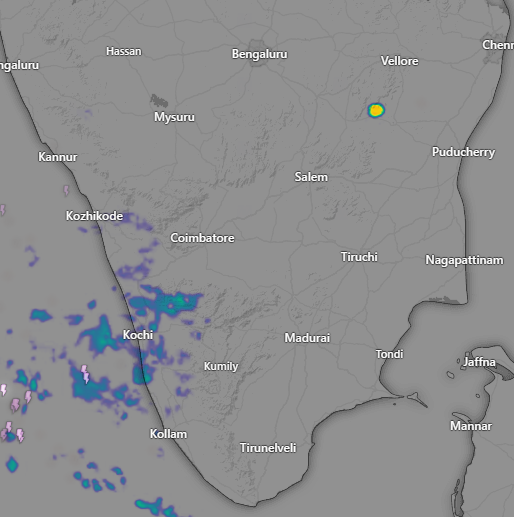 Hassan
Bengaluru
Chenn
ngaluru
Vellore
Mysuru
Kannur
Puducherry
Salem
Kozhikode
Coimbatore
Tiruchi
Nagapattinam
Kochi
Madurai
Tondi
Kumily
Jaffna
Kollam
Mannar
Tirunelveli